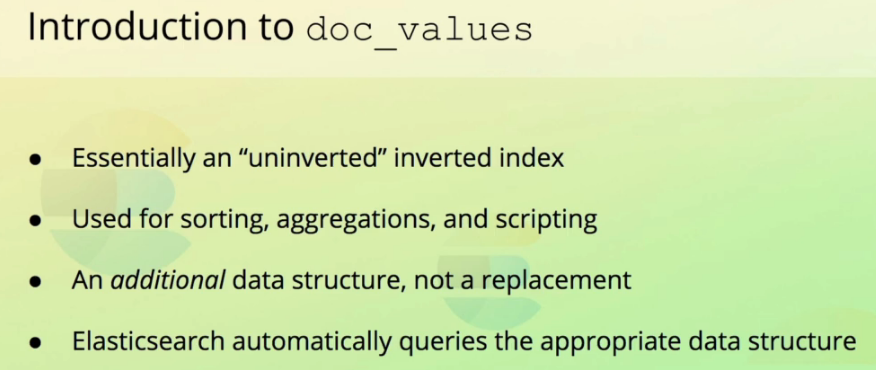 Introduction to doc_values
● Essentially an “uninverted” inverted index
● Used for sorting, aggregations, and scripting
● An additional data structure, not a replacement
● Elasticsearch automatically queries the appropriate data structure